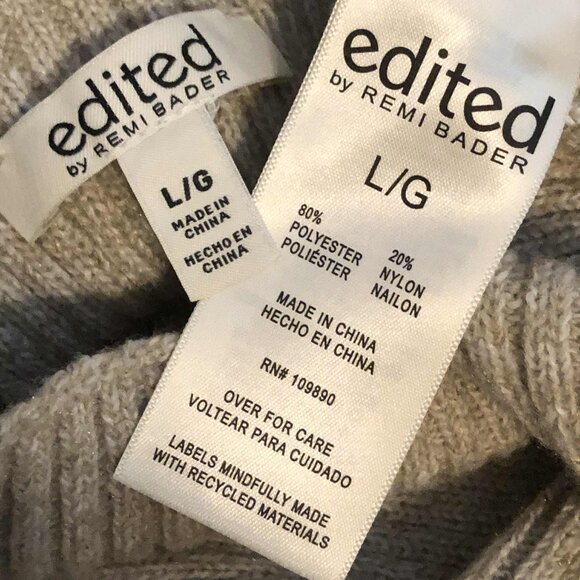 edited
by REMI BADER
L/G
MADE IN
CHINA
HECHO EN
CHINA
edited
by REMI BADER
L/G
80%
POLYESTER
POLIÉSTER
20%
NYLON
NAILON
MADE IN CHINA
HECHO EN CHINA
RN# 109890
OVER FOR CARE
VOLTEAR PARA CUIDADO
LABELS MINDFULLY MADE
WITH RECYCLED MATERIALS